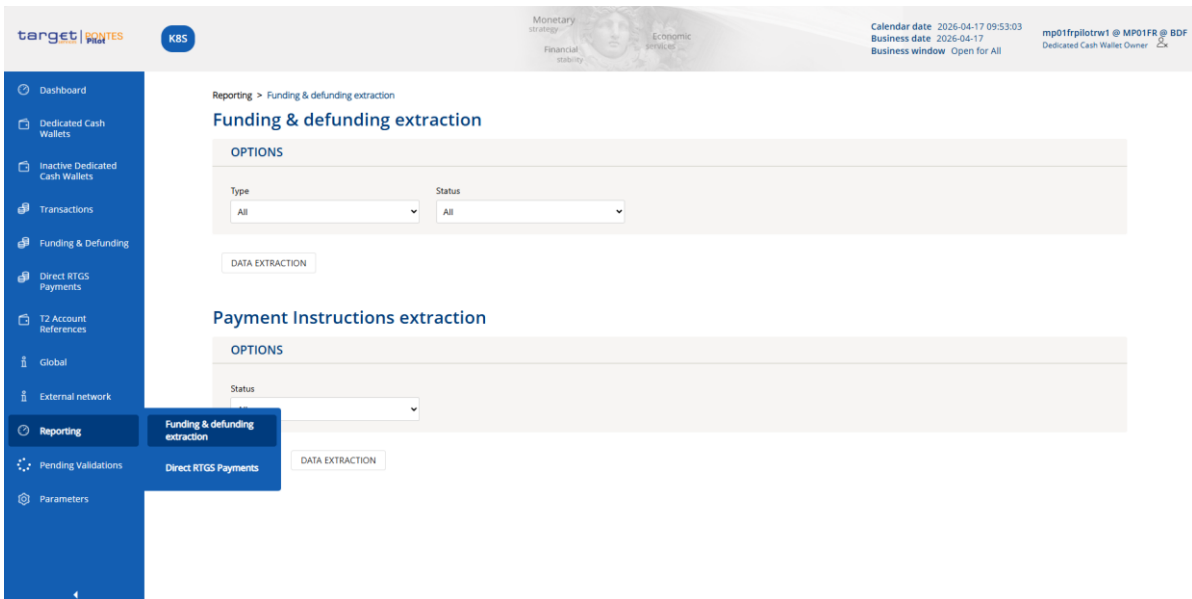 target | PONTES
Pilot
K8S
Monetary
strategy
Economic
services
Financial
stability
Calendar date 2026-04-17 09:53:03
Business date 2026-04-17
Business window Open for All
mp01frpilotrw1 @ MP01FR @ BDF
Dedicated Cash Wallet Owner
Dashboard
Dedicated Cash
Wallets
Inactive Dedicated
Cash Wallets
Transactions
Funding & Defunding
Direct RTGS
Payments
T2 Account
References
Global
External network
Reporting
Pending Validations
Parameters
Funding & defunding
extraction
Direct RTGS Payments
Reporting > Funding & defunding extraction
Funding & defunding extraction
OPTIONS
Type
Status
All
All
DATA EXTRACTION
Payment Instructions extraction
OPTIONS
Status
DATA EXTRACTION